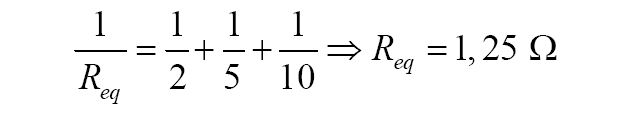 1/R_eq = 1/2 + 1/5 + 1/10 ⇒ R_eq = 1,25 Ω